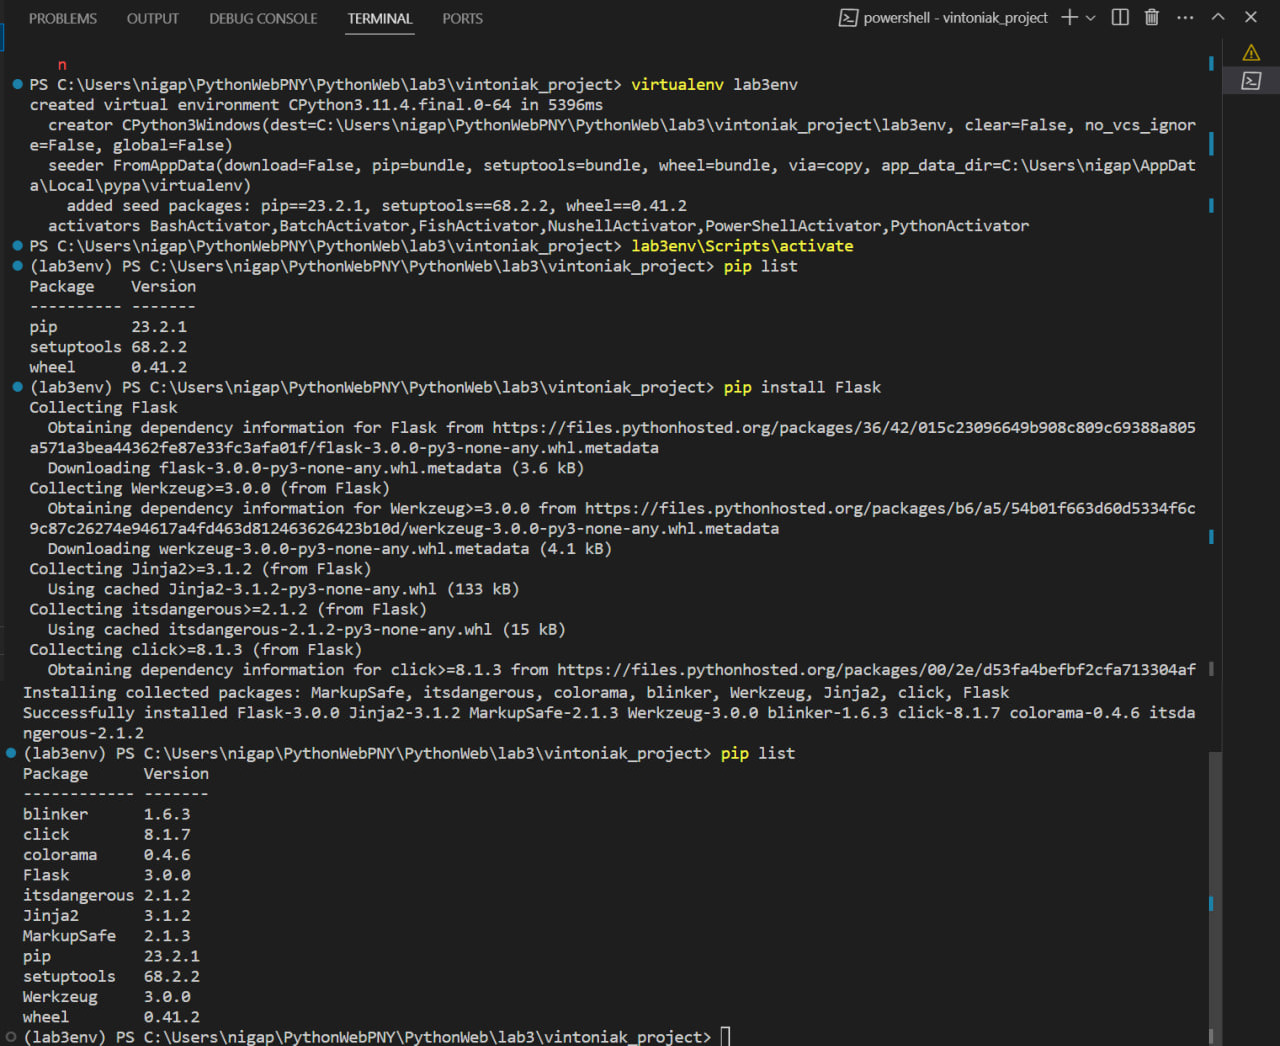 PROBLEMS OUTPUT DEBUG CONSOLE TERMINAL PORTS powershell - vintoniak_project
n
PS C:\Users\nigap\PythonWebPNY\PythonWeb\lab3\vintoniak_project> virtualenv lab3env
created virtual environment CPython3.11.4.final.0-64 in 5396ms
creator CPython3Windows(dest=C:\Users\nigap\PythonWebPNY\PythonWeb\lab3\vintoniak_project\lab3env, clear=False, no_vcs_ignor
e=False, global=False)
seeder FromAppData(download=False, pip=bundle, setuptools=bundle, wheel=bundle, via=copy, app_data_dir=C:\Users\nigap\AppDat
a\Local\pypa\virtualenv)
added seed packages: pip==23.2.1, setuptools==68.2.2, wheel==0.41.2
activators BashActivator,BatchActivator,FishActivator,NushellActivator,PowerShellActivator,PythonActivator
PS C:\Users\nigap\PythonWebPNY\PythonWeb\lab3\vintoniak_project> lab3env\Scripts\activate
(lab3env) PS C:\Users\nigap\PythonWebPNY\PythonWeb\lab3\vintoniak_project> pip list
Package    Version
---------- -------
pip        23.2.1
setuptools 68.2.2
wheel      0.41.2
(lab3env) PS C:\Users\nigap\PythonWebPNY\PythonWeb\lab3\vintoniak_project> pip install Flask
Collecting Flask
Obtaining dependency information for Flask from https://files.pythonhosted.org/packages/36/42/015c23096649b908c809c69388a805
a571a3bea44362fe87e33fc3afa01f/flask-3.0.0-py3-none-any.whl.metadata
Downloading flask-3.0.0-py3-none-any.whl.metadata (3.6 kB)
Collecting Werkzeug>=3.0.0 (from Flask)
Obtaining dependency information for Werkzeug>=3.0.0 from https://files.pythonhosted.org/packages/b6/a5/54b01f663d60d5334f6c
9c87c26274e94617a4fd463d812463626423b10d/werkzeug-3.0.0-py3-none-any.whl.metadata
Downloading werkzeug-3.0.0-py3-none-any.whl.metadata (4.1 kB)
Collecting Jinja2>=3.1.2 (from Flask)
Using cached Jinja2-3.1.2-py3-none-any.whl (133 kB)
Collecting itsdangerous>=2.1.2 (from Flask)
Using cached itsdangerous-2.1.2-py3-none-any.whl (15 kB)
Collecting click>=8.1.3 (from Flask)
Obtaining dependency information for click>=8.1.3 from https://files.pythonhosted.org/packages/00/2e/d53fa4befbf2cfa713304af
Installing collected packages: MarkupSafe, itsdangerous, colorama, blinker, Werkzeug, Jinja2, click, Flask
Successfully installed Flask-3.0.0 Jinja2-3.1.2 MarkupSafe-2.1.3 Werkzeug-3.0.0 blinker-1.6.3 click-8.1.7 colorama-0.4.6 itsda
ngerous-2.1.2
(lab3env) PS C:\Users\nigap\PythonWebPNY\PythonWeb\lab3\vintoniak_project> pip list
Package      Version
------------ -------
blinker      1.6.3
click        8.1.7
colorama     0.4.6
Flask        3.0.0
itsdangerous 2.1.2
Jinja2       3.1.2
MarkupSafe   2.1.3
pip          23.2.1
setuptools   68.2.2
Werkzeug     3.0.0
wheel        0.41.2
(lab3env) PS C:\Users\nigap\PythonWebPNY\PythonWeb\lab3\vintoniak_project>